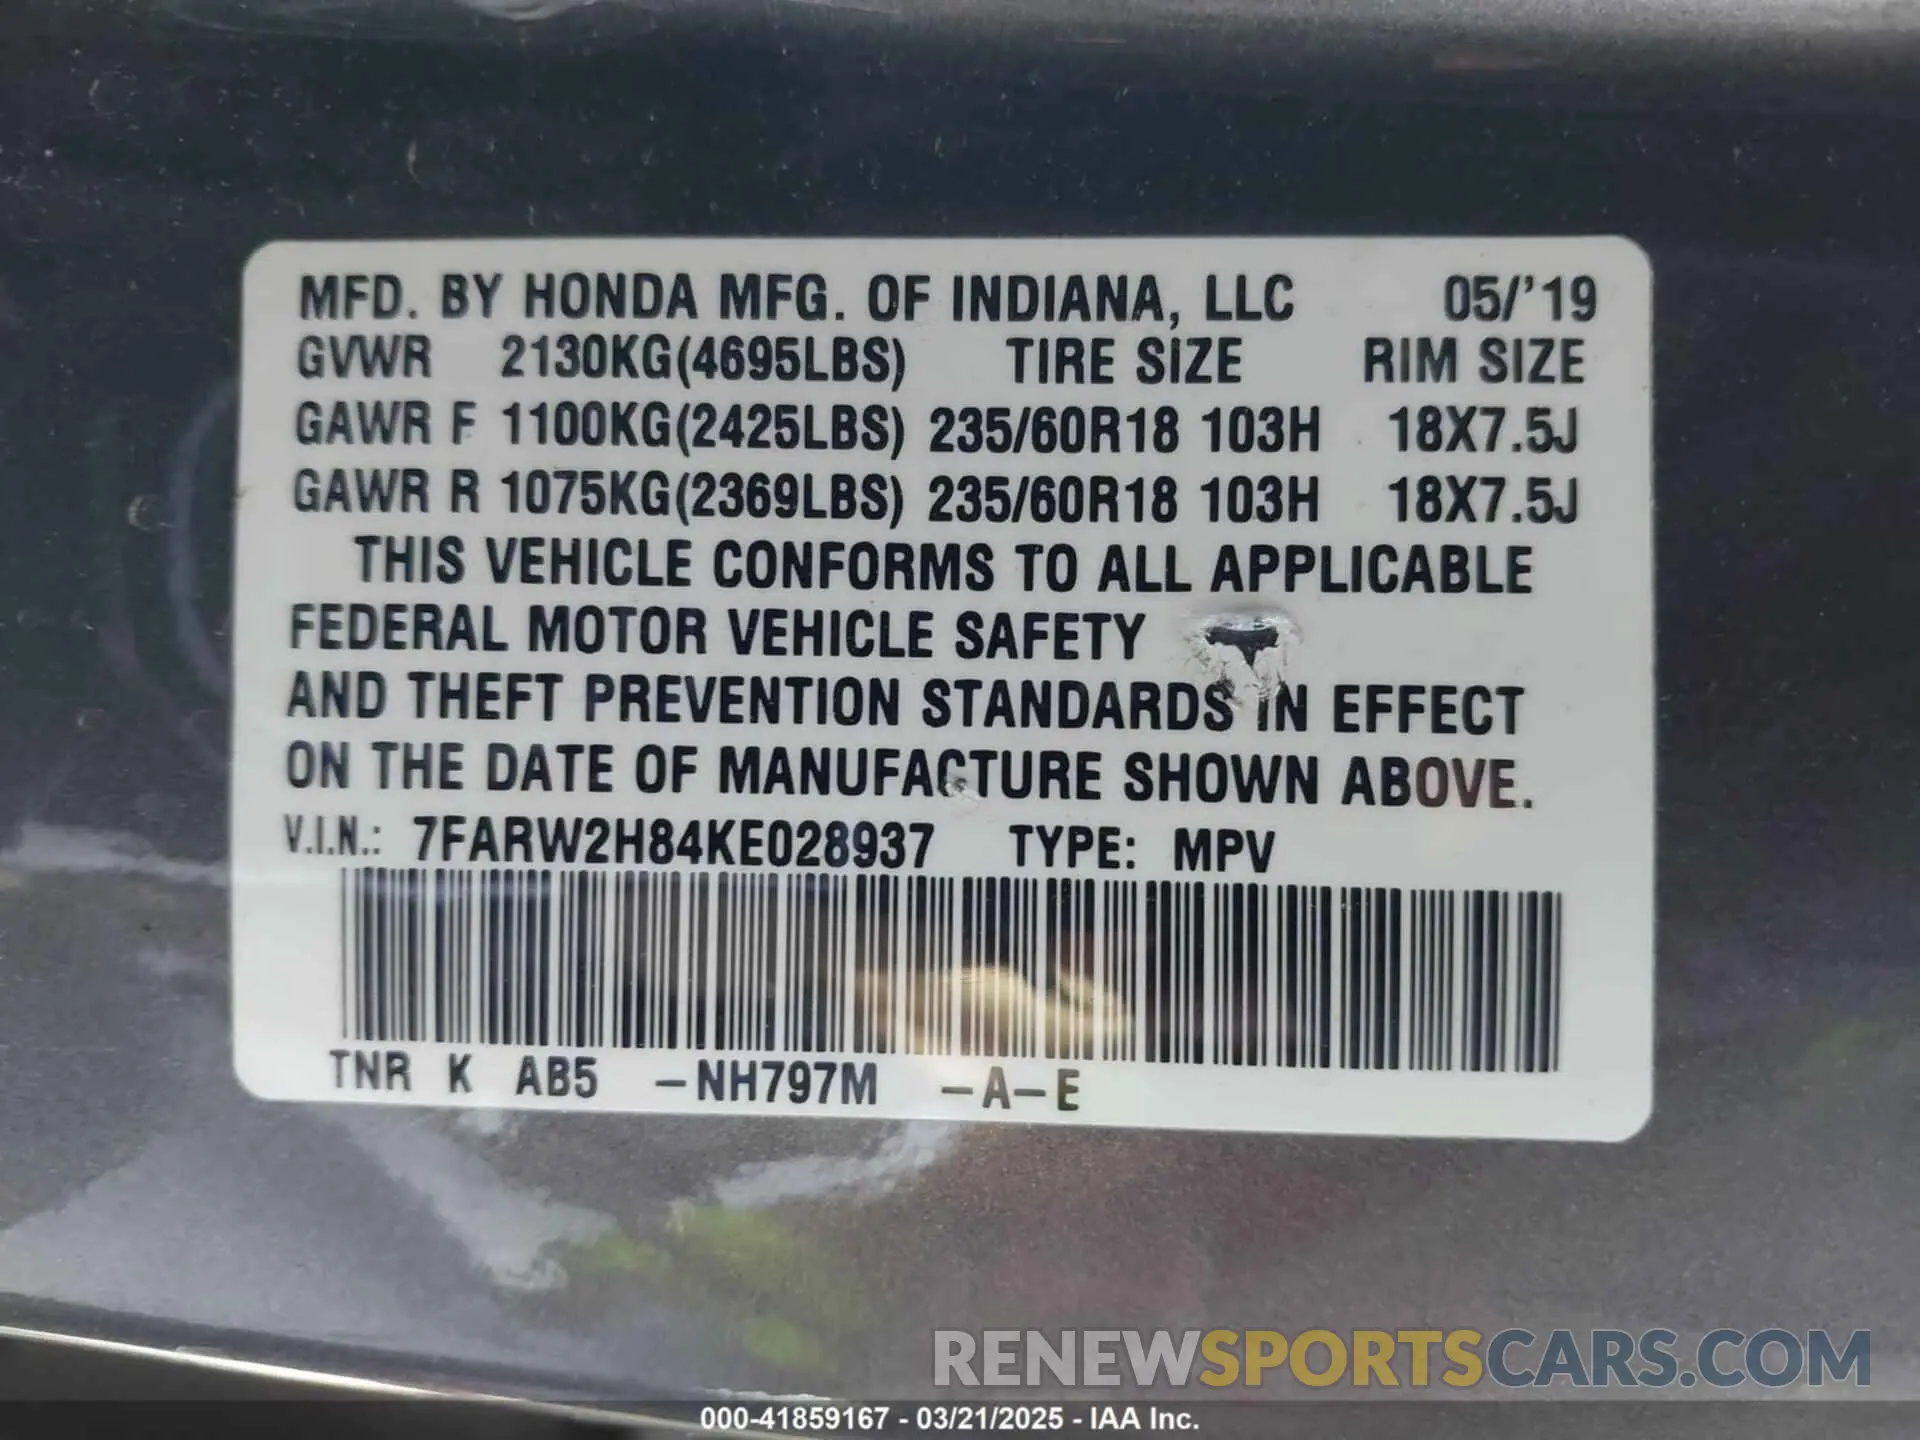 MFD. BY HONDA MFG. OF INDIANA, LLC 05/'19
GVWR 2130KG(4695LBS) TIRE SIZE RIM SIZE
GAWR F 1100KG(2425LBS) 235/60R18 103H 18X7.5J
GAWR R 1075KG(2369LBS) 235/60R18 103H 18X7.5J
THIS VEHICLE CONFORMS TO ALL APPLICABLE
FEDERAL MOTOR VEHICLE SAFETY
AND THEFT PREVENTION STANDARDS IN EFFECT
ON THE DATE OF MANUFACTURE SHOWN ABOVE.
V.I.N.: 7FARW2H84KE028937 TYPE: MPV
TNR K AB5 -NH797M -A-E
RENEWSPORTSCARS.COM
000-41859167 - 03/21/2025 - IAA Inc.